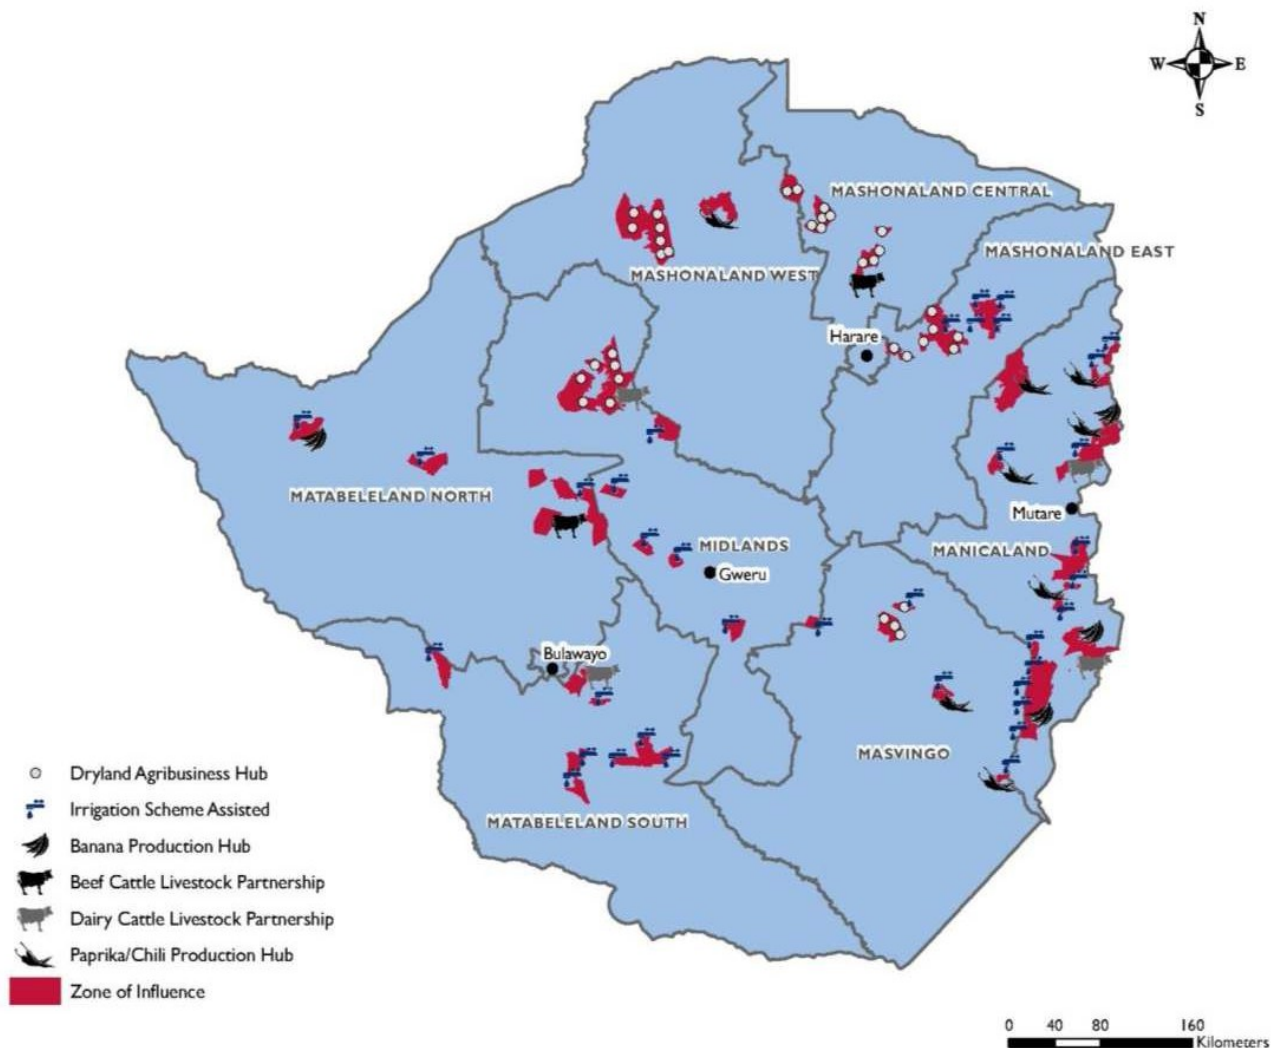 N
W E
S
MASHONALAND CENTRAL
MASHONALAND EAST
MASHONALAND WEST
Harare
MATABELELAND NORTH
Mutare
MIDLANDS
MANICALAND
Gweru
Bulawayo
MASVINGO
MATABELELAND SOUTH
Dryland Agribusiness Hub
Irrigation Scheme Assisted
Banana Production Hub
Beef Cattle Livestock Partnership
Dairy Cattle Livestock Partnership
Paprika/Chili Production Hub
Zone of Influence
0 40 80 160
Kilometers